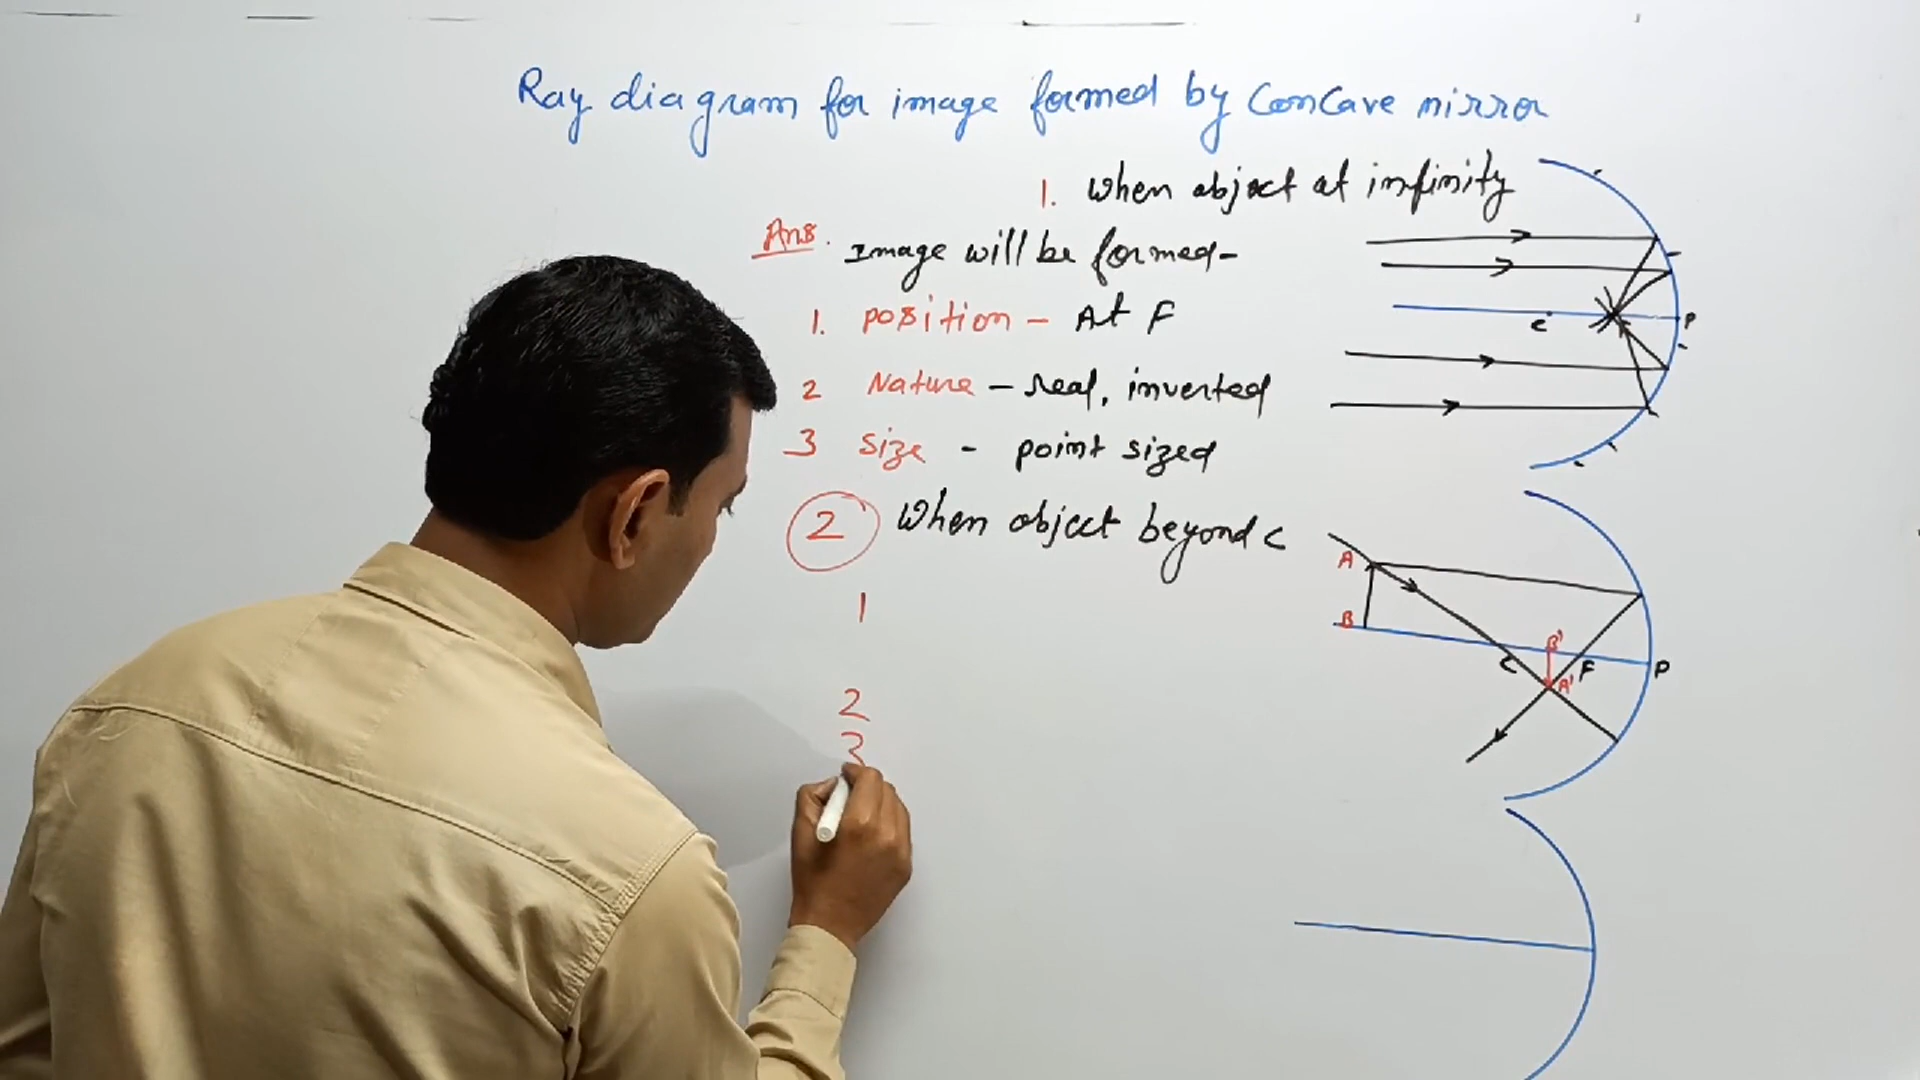 Ray diagram for image formed by Concave mirror
1. When object at infinity
Ans. Image will be formed-
1. Position - At F
2 Nature - real, inverted
3 Size - point sized
2 When object beyond C
1
2
3
C P
A
B
B'
C A' F P